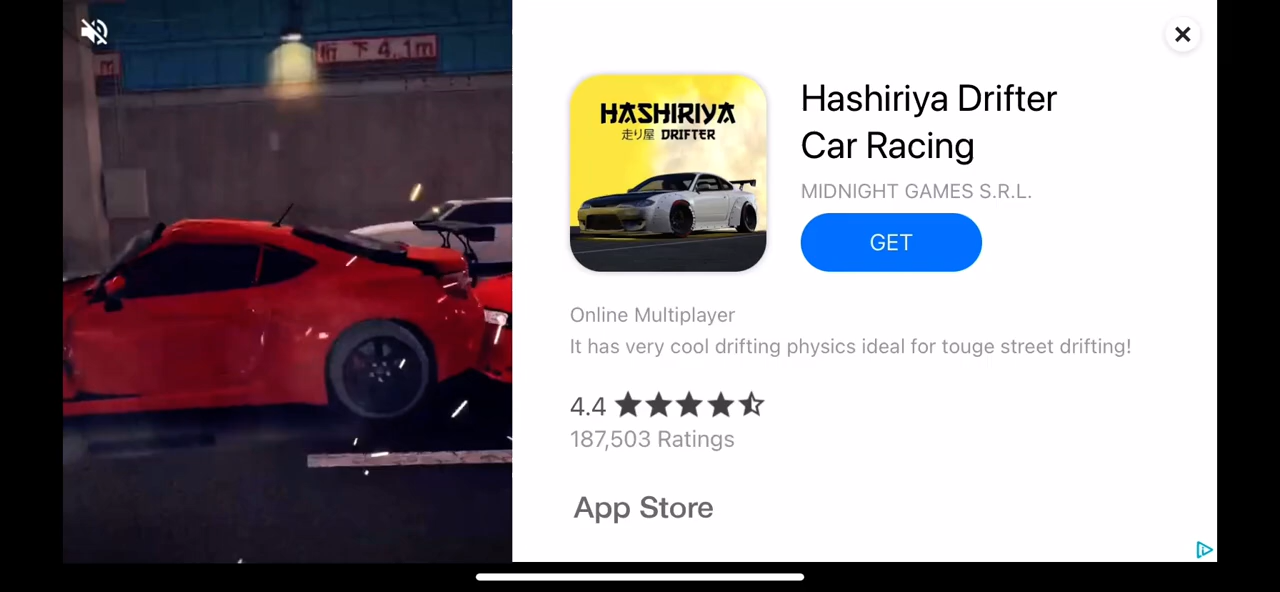 下 4.1m
m
HASHIRIYA
走り屋 DRIFTER
Hashiriya Drifter
Car Racing
MIDNIGHT GAMES S.R.L.
GET
Online Multiplayer
It has very cool drifting physics ideal for touge street drifting!
4.4
187,503 Ratings
App Store